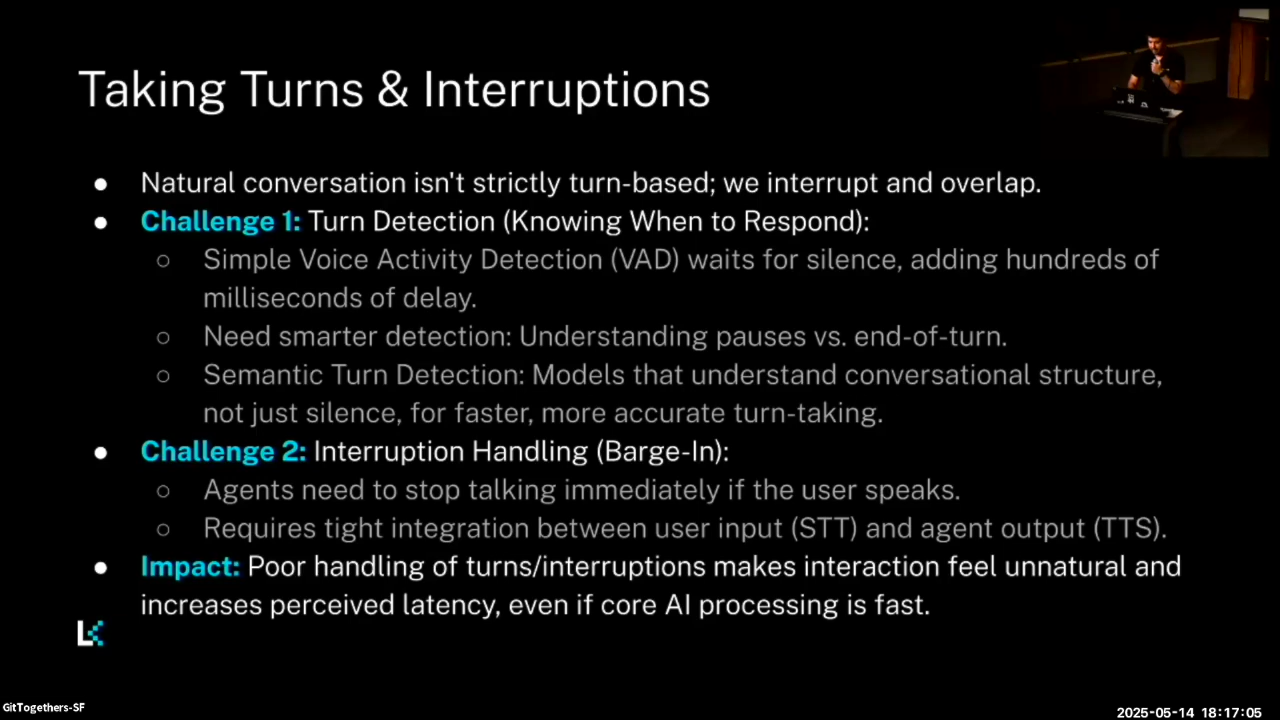 Taking Turns & Interruptions
● Natural conversation isn't strictly turn-based; we interrupt and overlap.
● Challenge 1: Turn Detection (Knowing When to Respond):
○ Simple Voice Activity Detection (VAD) waits for silence, adding hundreds of
milliseconds of delay.
○ Need smarter detection: Understanding pauses vs. end-of-turn.
○ Semantic Turn Detection: Models that understand conversational structure,
not just silence, for faster, more accurate turn-taking.
● Challenge 2: Interruption Handling (Barge-In):
○ Agents need to stop talking immediately if the user speaks.
○ Requires tight integration between user input (STT) and agent output (TTS).
● Impact: Poor handling of turns/interruptions makes interaction feel unnatural and
increases perceived latency, even if core AI processing is fast.
GitTogethers-SF
2025-05-14 18:17:05